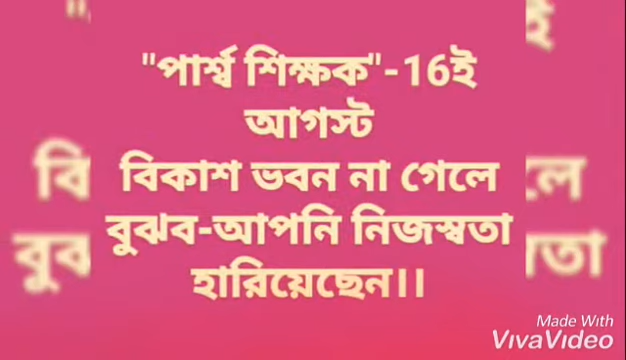 "পার্শ্ব শিক্ষক"-16ই
আগস্ট
বিকাশ ভবন না গেলে
বুঝব-আপনি নিজস্বতা
হারিয়েছেন।।
Made With
VivaVideo